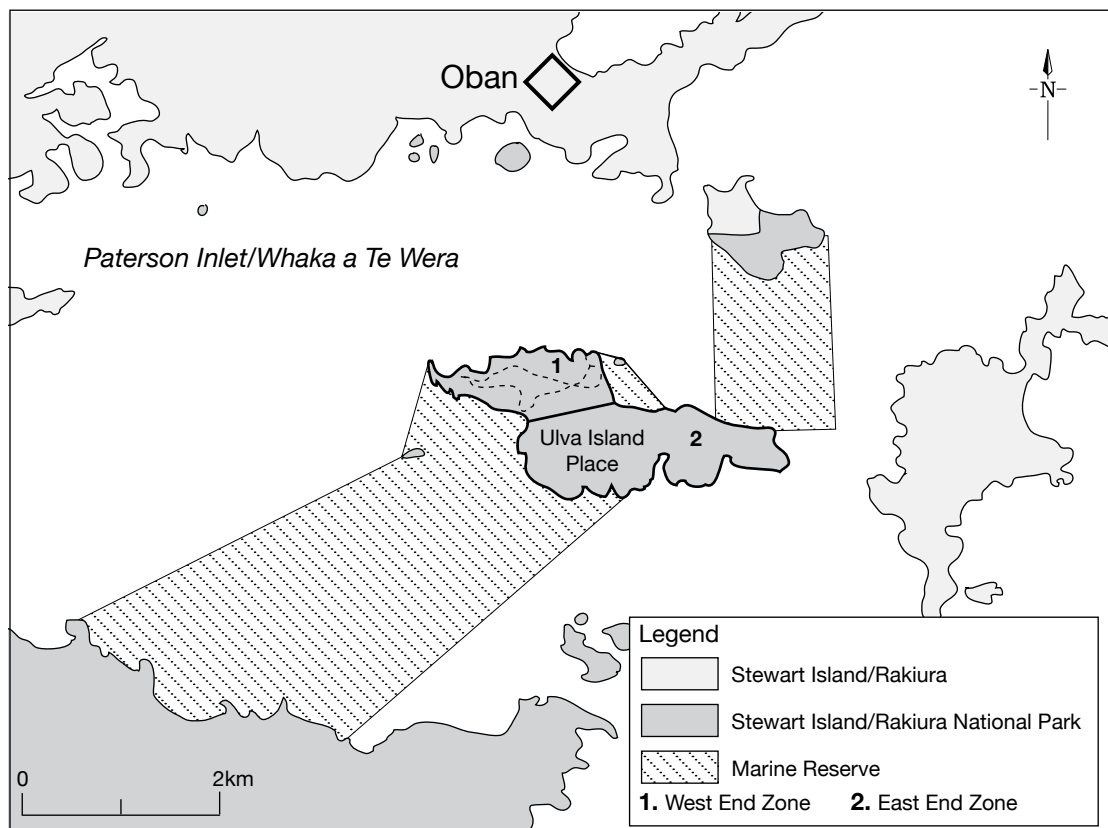 Oban
-N-
Paterson Inlet/Whaka a Te Wera
1
Ulva Island
Place
2
Legend
Stewart Island/Rakiura
Stewart Island/Rakiura National Park
Marine Reserve
1. West End Zone 2. East End Zone
0 2km